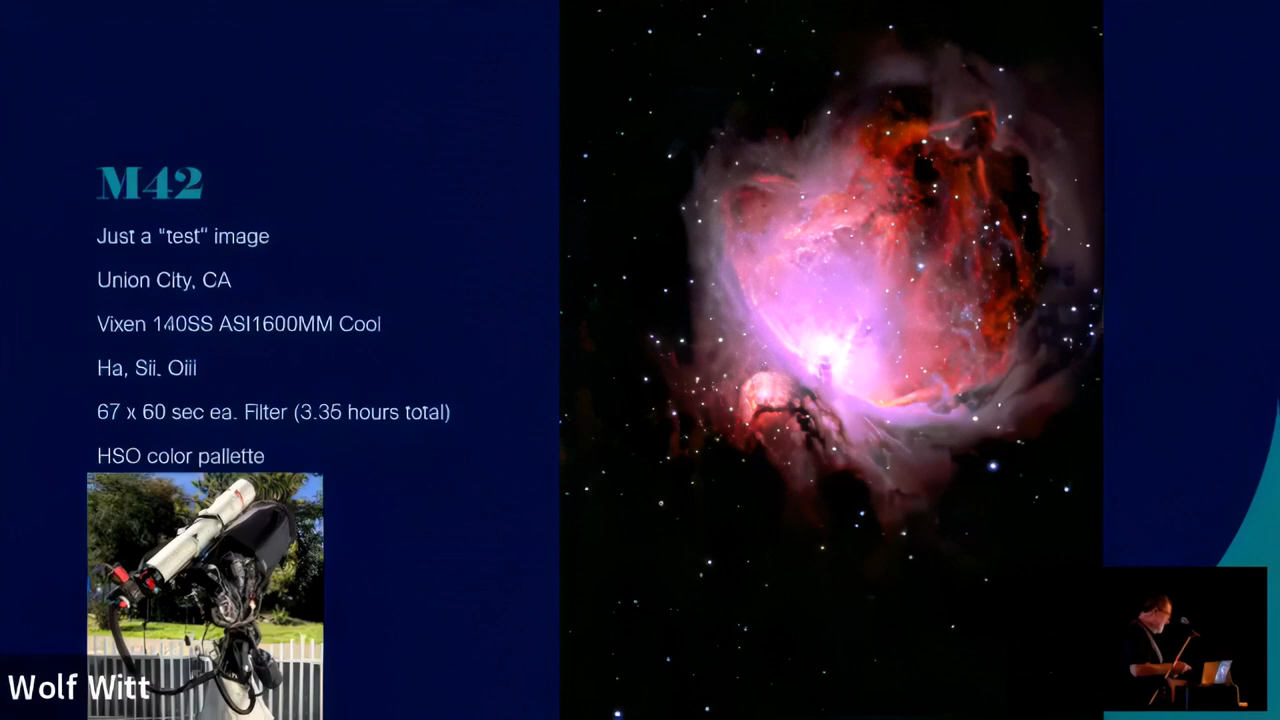 M42
Just a "test" image
Union City, CA
Vixen 140SS ASI1600MM Cool
Ha, Sii. Oiii
67 x 60 sec ea. Filter (3.35 hours total)
HSO color pallette
Wolf Witt